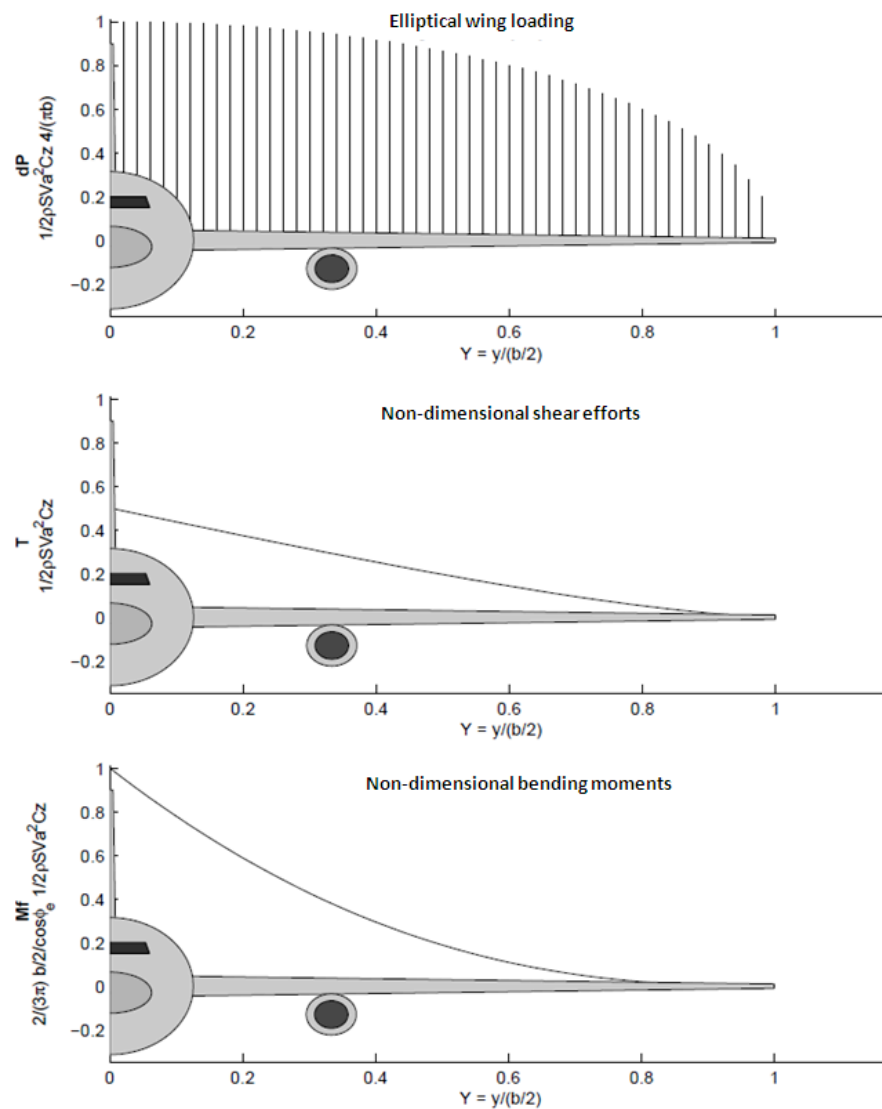 Elliptical wing loading
dP
1/2ρSVa²Cz 4/(πb)
1
0.8
0.6
0.4
0.2
0
−0.2
0 0.2 0.4 0.6 0.8 1
Y = y/(b/2)
Non-dimensional shear efforts
T
1/2ρSVa²Cz
1
0.8
0.6
0.4
0.2
0
−0.2
0 0.2 0.4 0.6 0.8 1
Y = y/(b/2)
Non-dimensional bending moments
Mf
2/(3π) b/2/cosϕₑ 1/2ρSVa²Cz
1
0.8
0.6
0.4
0.2
0
−0.2
0 0.2 0.4 0.6 0.8 1
Y = y/(b/2)